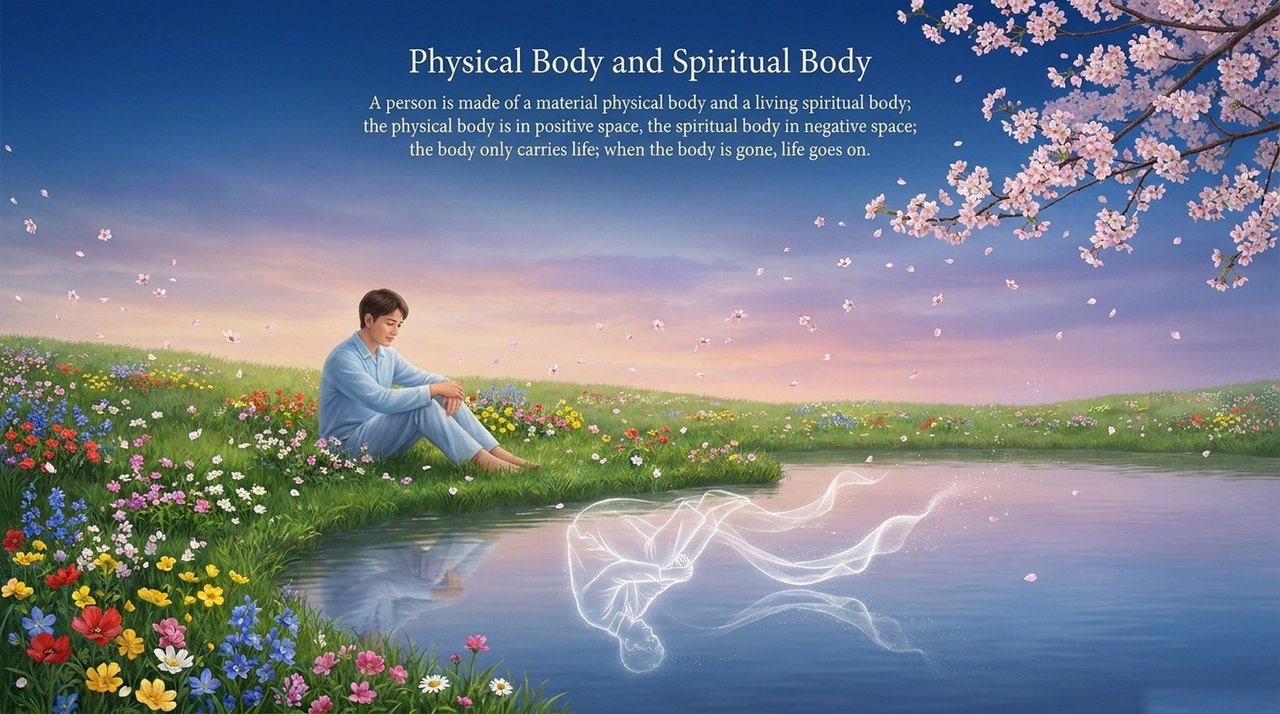 Physical Body and Spiritual Body
A person is made of a material physical body and a living spiritual body;
the physical body is in positive space, the spiritual body in negative space;
the body only carries life; when the body is gone, life goes on.